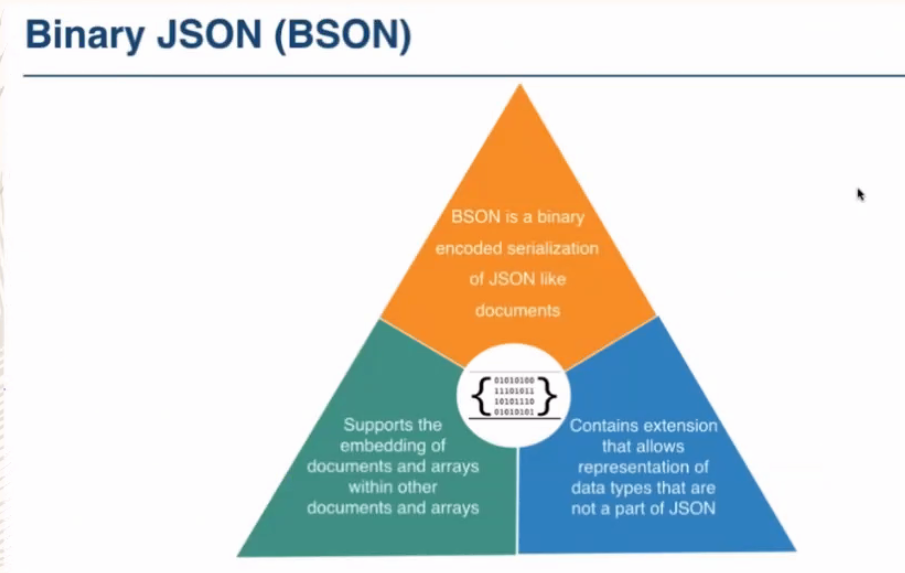 Binary JSON (BSON)
BSON is a binary
encoded serialization
of JSON like
documents
{ 01010100
11101011
10101110
01010101 }
Supports the
embedding of
documents and arrays
within other
documents and arrays
Contains extension
that allows
representation of
data types that are
not a part of JSON